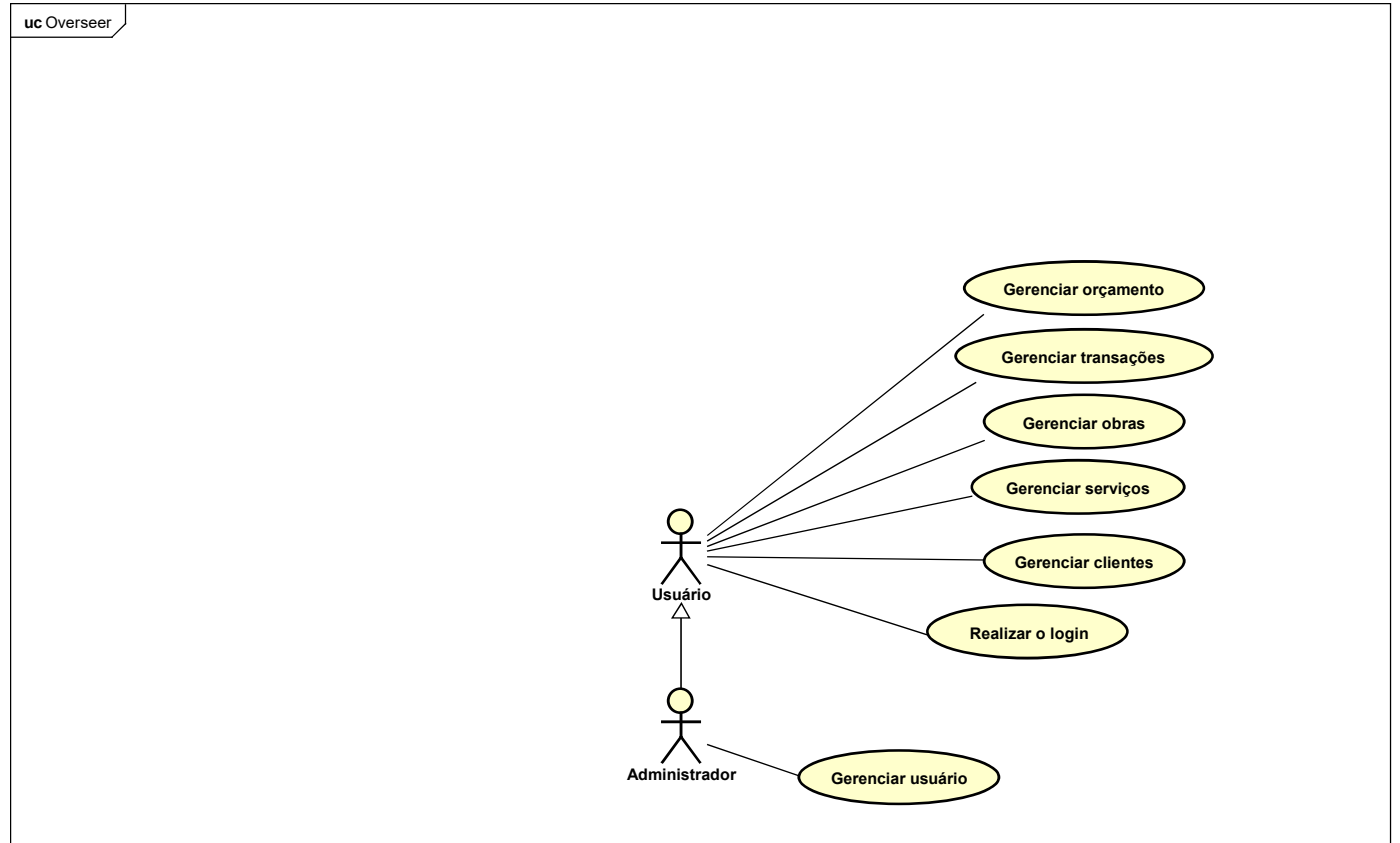 uc Overseer
Gerenciar orçamento
Gerenciar transações
Gerenciar obras
Gerenciar serviços
Gerenciar clientes
Usuário
Realizar o login
Administrador
Gerenciar usuário